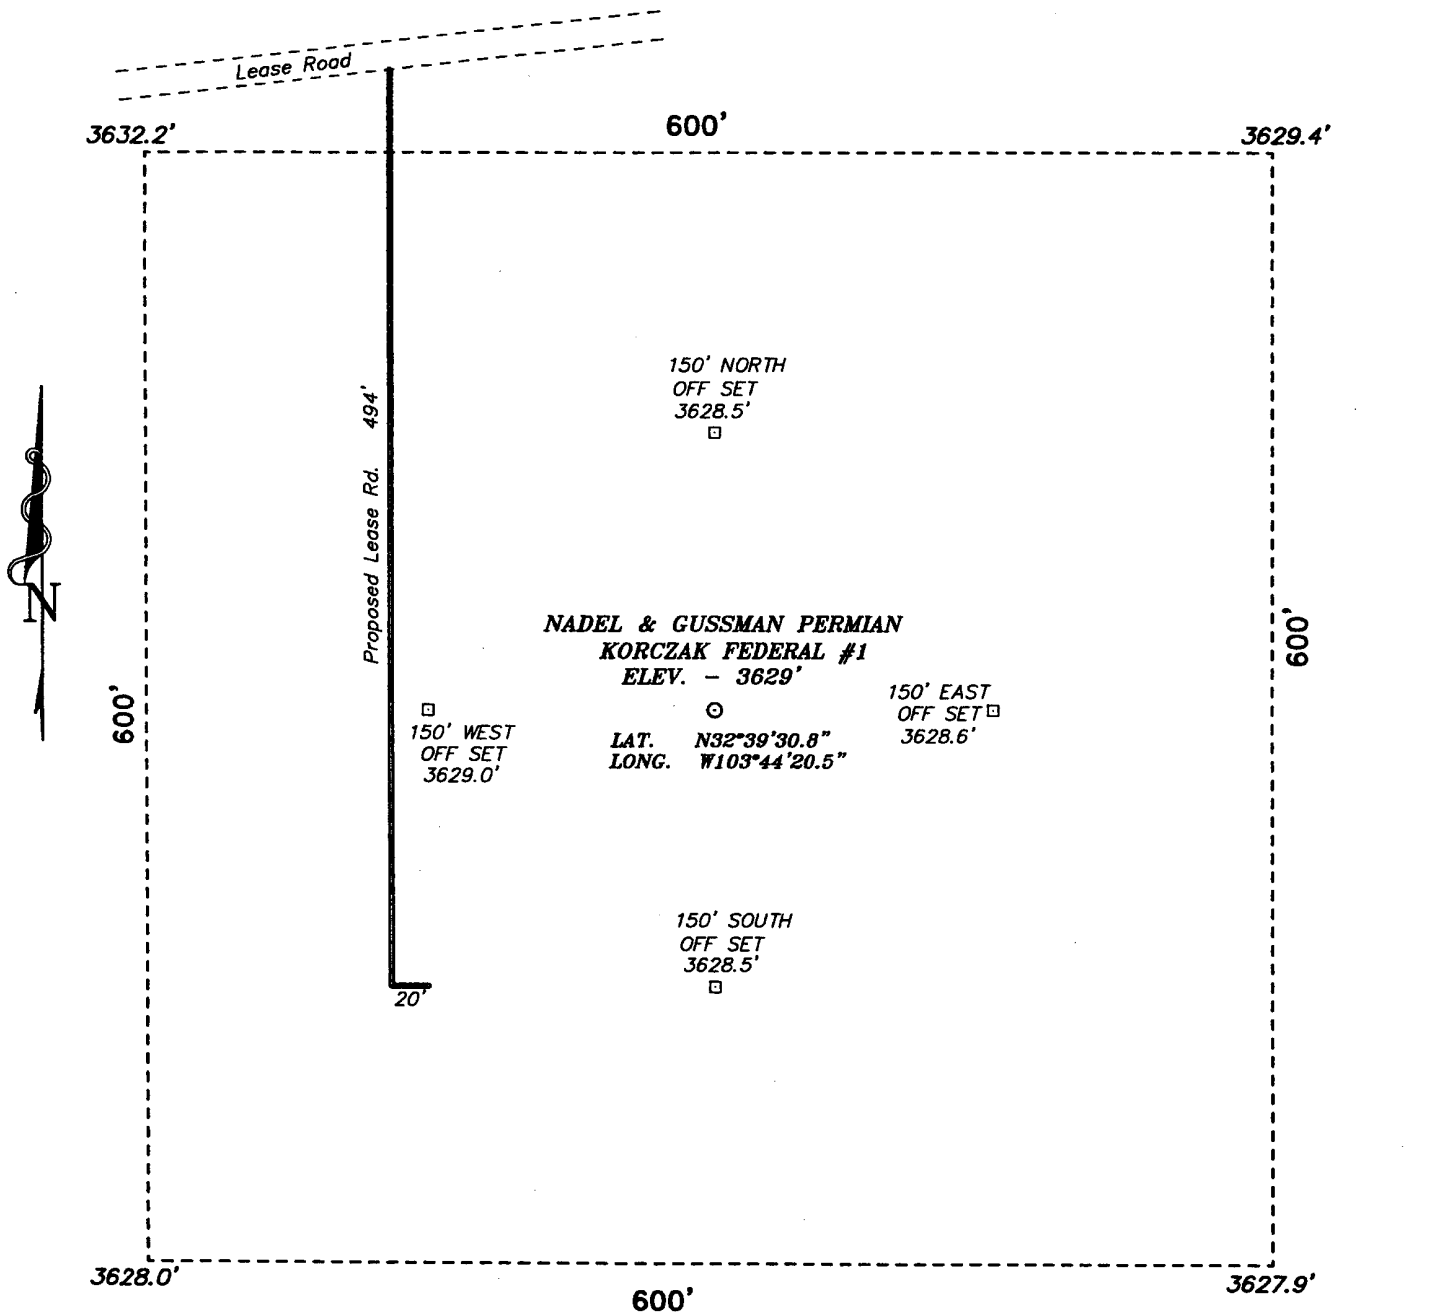 Lease Road
3632.2'
600'
3629.4'
150' NORTH
OFF SET
3628.5'
Proposed Lease Rd. 494'
N
NADEL & GUSSMAN PERMIAN
KORCZAK FEDERAL #1
ELEV. - 3629'
600'
600'
150' WEST
OFF SET
3629.0'
LAT. N32°39'30.8"
LONG. W103°44'20.5"
150' EAST
OFF SET
3628.6'
150' SOUTH
OFF SET
3628.5'
20'
3628.0'
600'
3627.9'